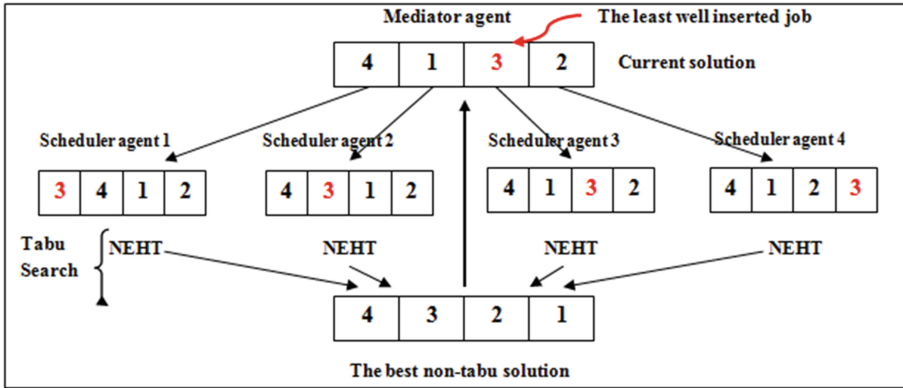 Mediator agent
The least well inserted job
4 1 3 2
Current solution
Scheduler agent 1
Scheduler agent 2
Scheduler agent 3
Scheduler agent 4
3 4 1 2
4 3 1 2
4 1 3 2
4 1 2 3
Tabu
Search
NEHT
NEHT
NEHT
NEHT
4 3 2 1
The best non-tabu solution